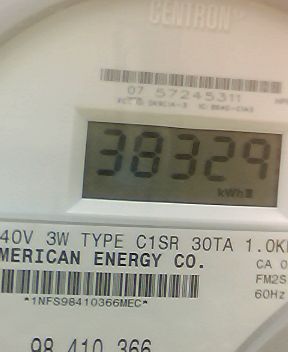 CENTRON
07 57245311
38329
kWh
40V 3W TYPE C1SR 30TA 1.0K
MERICAN ENERGY CO.
CA 0
FM2S
*1NFS98410366MEC*
60Hz
98 410 366